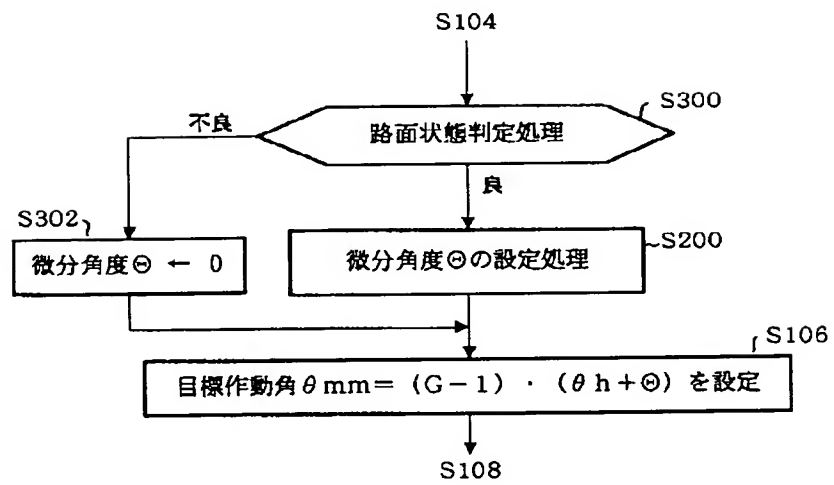 S104
S300
路面状態判定処理
不良
良
S302
微分角度Θ ← 0
S200
微分角度Θの設定処理
S106
目標作動角θmm=(G-1)・(θh+Θ)を設定
S108